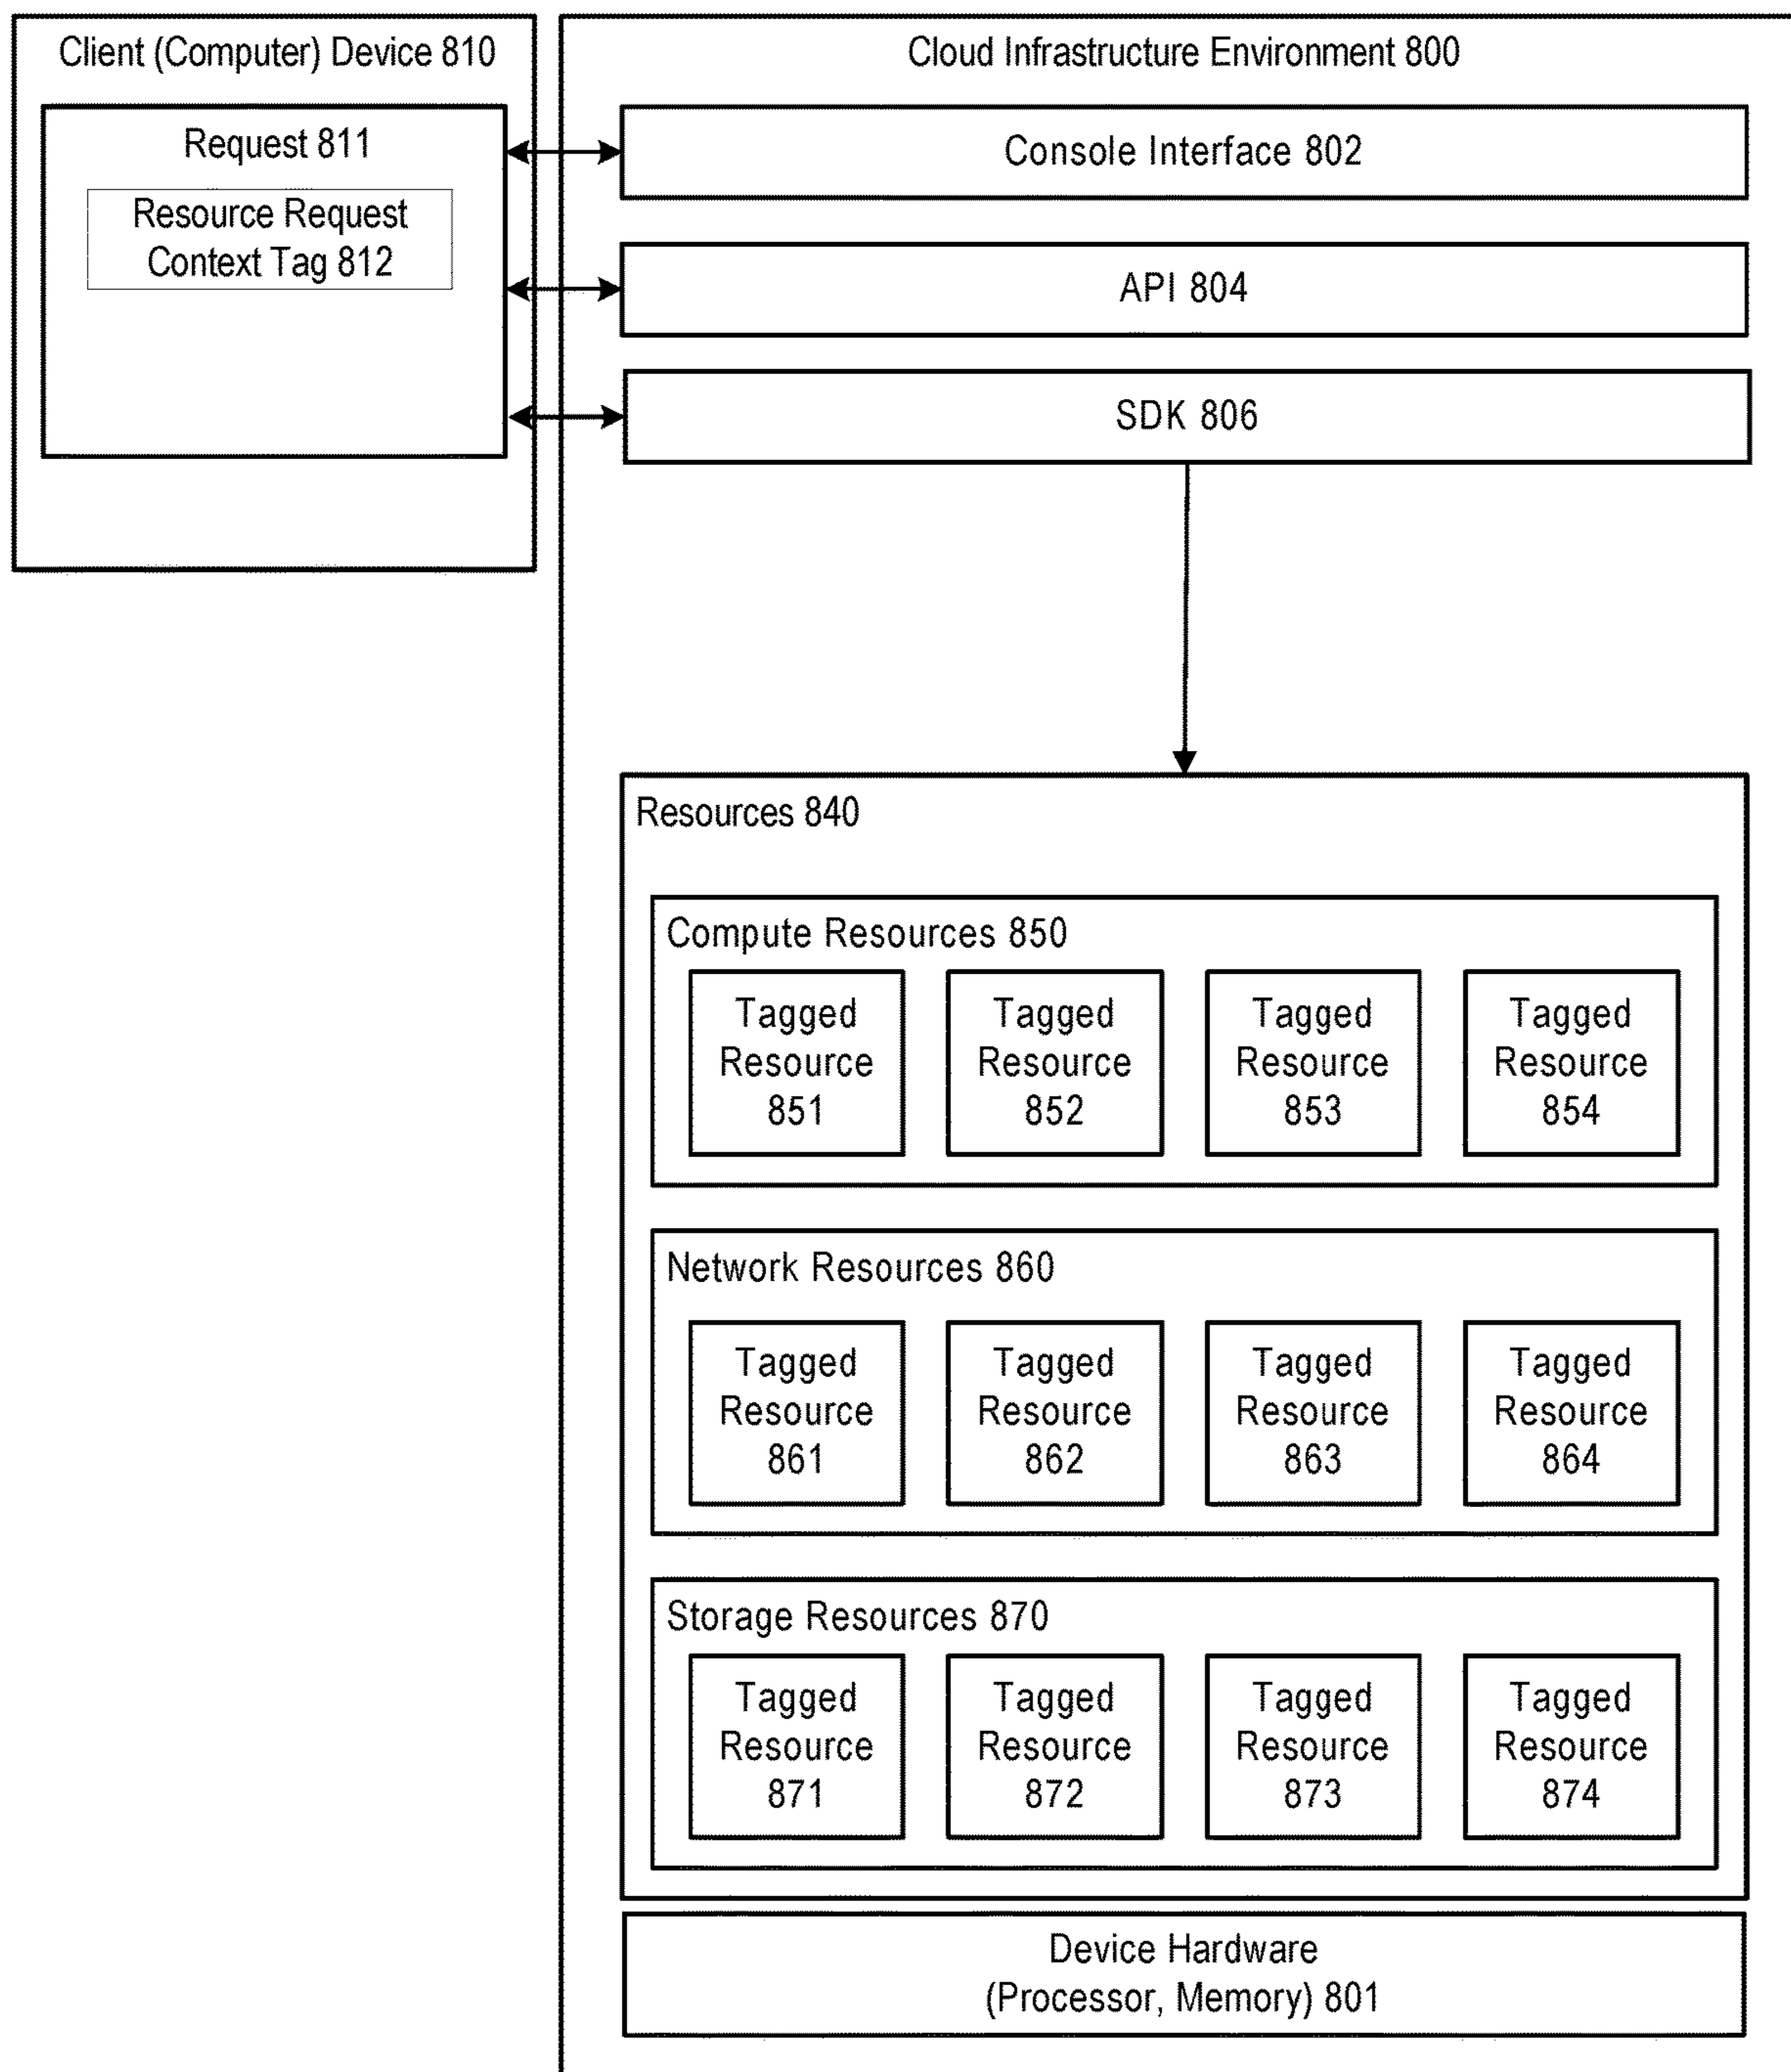 Client (Computer) Device 810
Request 811
Resource Request
Context Tag 812
Cloud Infrastructure Environment 800
Console Interface 802
API 804
SDK 806
Resources 840
Compute Resources 850
Tagged
Resource
851
Tagged
Resource
852
Tagged
Resource
853
Tagged
Resource
854
Network Resources 860
Tagged
Resource
861
Tagged
Resource
862
Tagged
Resource
863
Tagged
Resource
864
Storage Resources 870
Tagged
Resource
871
Tagged
Resource
872
Tagged
Resource
873
Tagged
Resource
874
Device Hardware
(Processor, Memory) 801